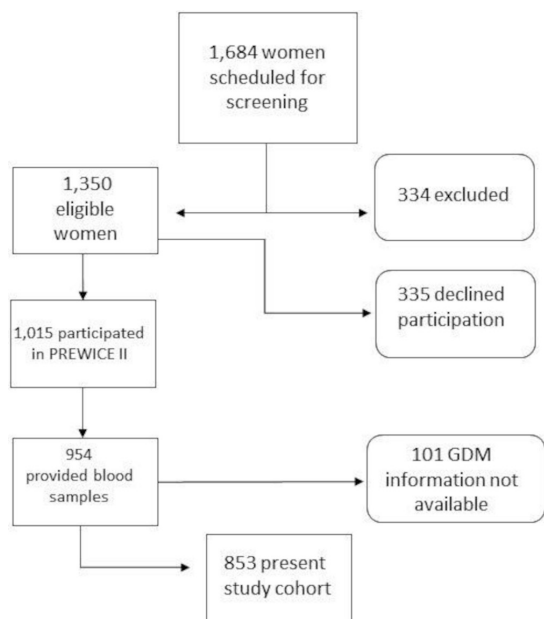 1,684 women
scheduled for
screening
1,350
eligible
women
334 excluded
335 declined
participation
1,015 participated
in PREWICE II
954
provided blood
samples
101 GDM
information not
available
853 present
study cohort